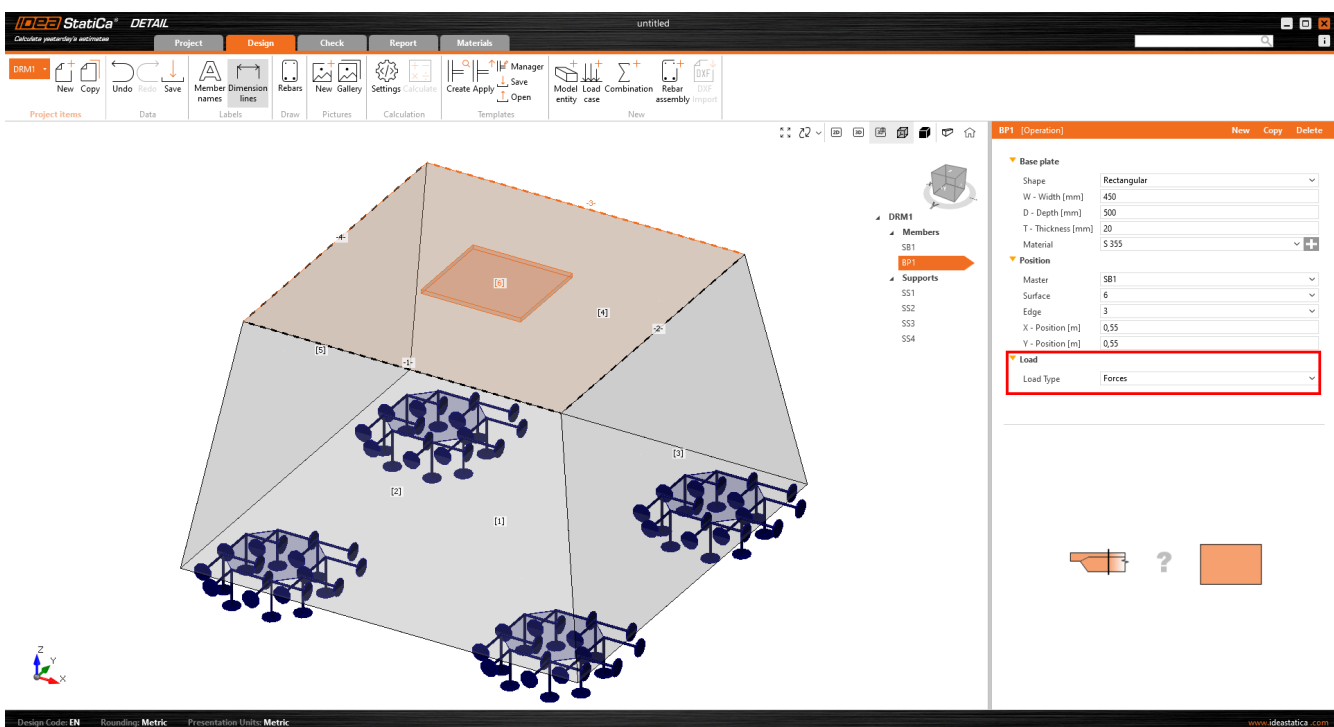 IDEA StatiCa® DETAIL
Calculate yesterday's estimates
untitled
Project Design Check Report Materials
DRM1
New Copy Undo Redo Save Member names Dimension lines Rebars New Gallery Settings Calculate Create Apply Manager Save Open Model entity Load case Combination Rebar assembly DXF Import
DXF
Project items Data Labels Draw Pictures Calculation Templates New
2D 3D
BP1 [Operation] New Copy Delete
Base plate
Shape Rectangular
W - Width [mm] 450
D - Depth [mm] 500
T - Thickness [mm] 20
Material S 355
Position
Master SB1
Surface 6
Edge 3
X - Position [m] 0,55
Y - Position [m] 0,55
Load
Load Type Forces
DRM1
Members
SB1
BP1
Supports
SS1
SS2
SS3
SS4
-3-
-4-
[6]
[4]
-2-
[5]
-1-
[3]
[2]
[1]
?
Z
Y
X
Design Code: EN Rounding: Metric Presentation Units: Metric
www.ideastatica.com